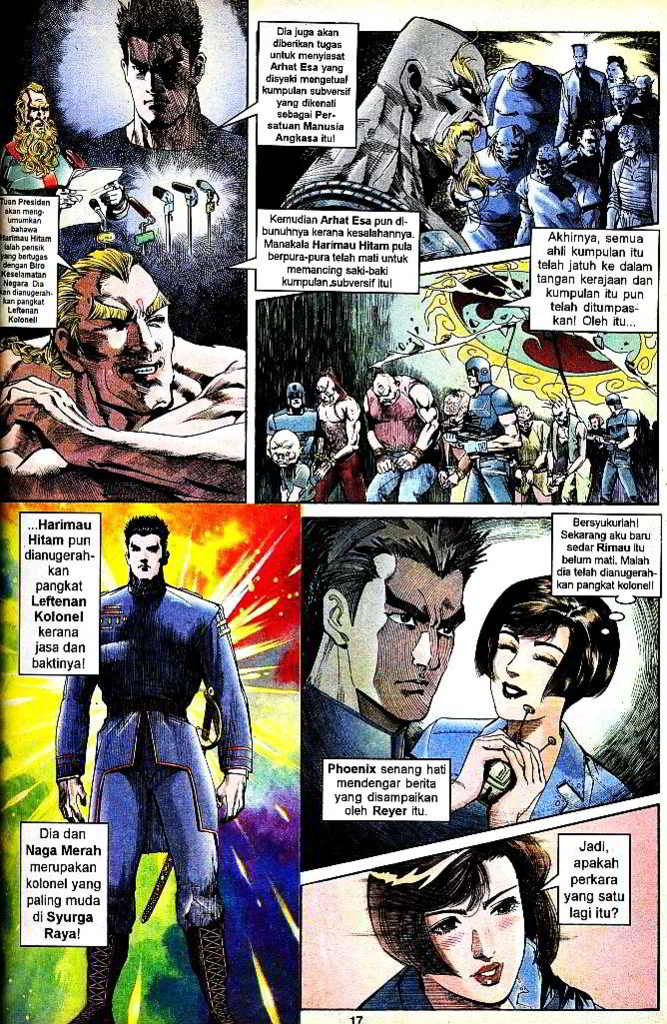 Dia juga akan
diberikan tugas
untuk menyiasat
Arhat Esa yang
disyaki mengetuai
kumpulan subversif
yang dikenali
sebagai Per-
satuan Manusia
Angkasa itu!
Tuan Presiden
akan meng-
umumkan
bahawa
Harimau Hitam
ialah perisik
yang bertugas
dengan Biro
Keselamatan
Negara. Dia
kan dianugerah-
kan pangkat
Leftenan
Kolonel!
Kemudian Arhat Esa pun di-
bunuhnya kerana kesalahannya.
Manakala Harimau Hitam pula
berpura-pura telah mati untuk
memancing saki-baki
kumpulan subversif itu!
Akhirnya, semua
ahli kumpulan itu
telah jatuh ke dalam
tangan kerajaan dan
kumpulan itu pun
telah ditumpas-
kan! Oleh itu...
...Harimau
Hitam pun
dianugerah-
kan
pangkat
Leftenan
Kolonel
kerana
jasa dan
baktinya!
Dia dan
Naga Merah
merupakan
kolonel yang
paling muda
di Syurga
Raya!
Bersyukurlah!
Sekarang aku baru
sedar Rimau itu
belum mati. Malah
dia telah dianugerah-
kan pangkat kolonel!
Phoenix senang hati
mendengar berita
yang disampaikan
oleh Reyer itu.
Jadi,
apakah
perkara
yang satu
lagi itu?
17